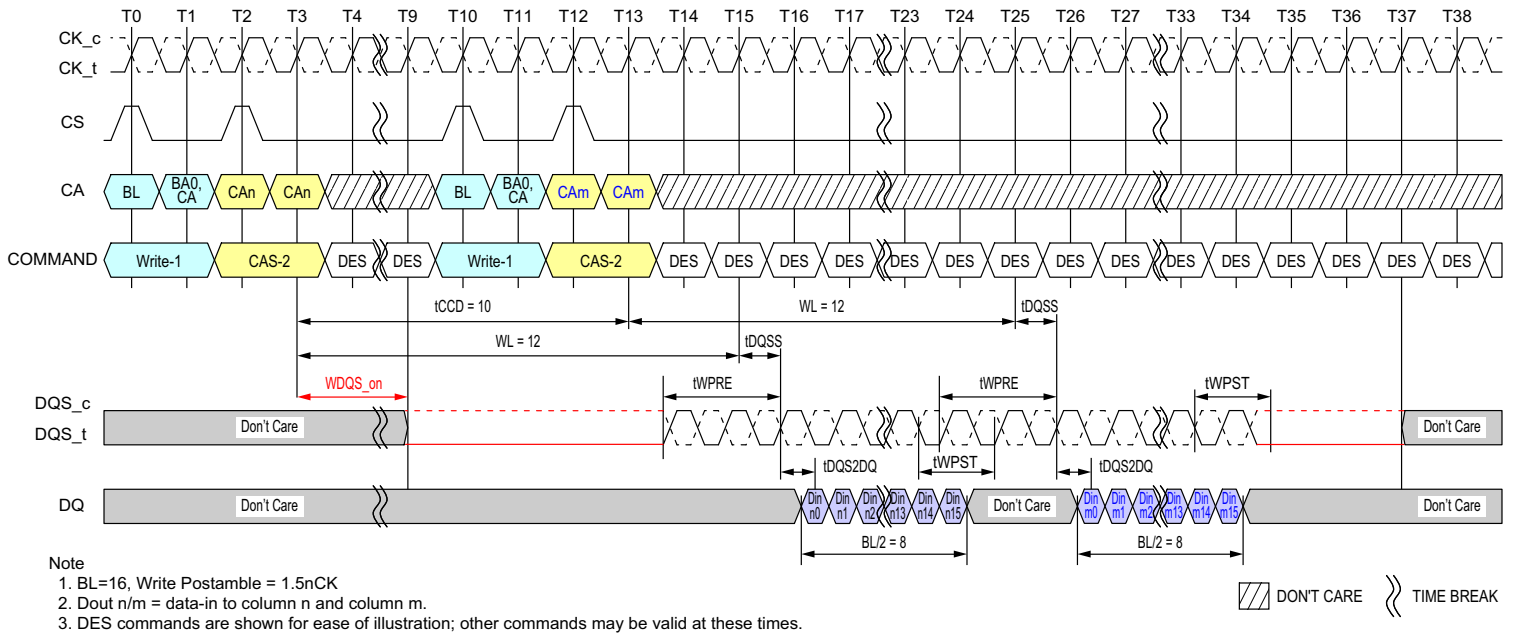 T0 T1 T2 T3 T4 T9 T10 T11 T12 T13 T14 T15 T16 T17 T23 T24 T25 T26 T27 T33 T34 T35 T36 T37 T38
CK_c
CK_t
CS
CA BL BA0, CA CAn CAn BL BA0, CA CAm CAm
COMMAND Write-1 CAS-2 DES DES Write-1 CAS-2 DES DES DES DES DES DES DES DES DES DES DES DES DES DES DES
tCCD = 10 WL = 12 tDQSS
WL = 12 tDQSS
WDQS_on tWPRE tWPRE tWPST
DQS_c
DQS_t Don't Care Don't Care
tDQS2DQ tWPST tDQS2DQ
DQ Don't Care Din n0 Din n1 Din n2 Din n13 Din n14 Din n15 Don't Care Din m0 Din m1 Din m2 Din m13 Din m14 Din m15 Don't Care
BL/2 = 8 BL/2 = 8
Note
1. BL=16, Write Postamble = 1.5nCK
2. Dout n/m = data-in to column n and column m.
3. DES commands are shown for ease of illustration; other commands may be valid at these times.
DON'T CARE TIME BREAK